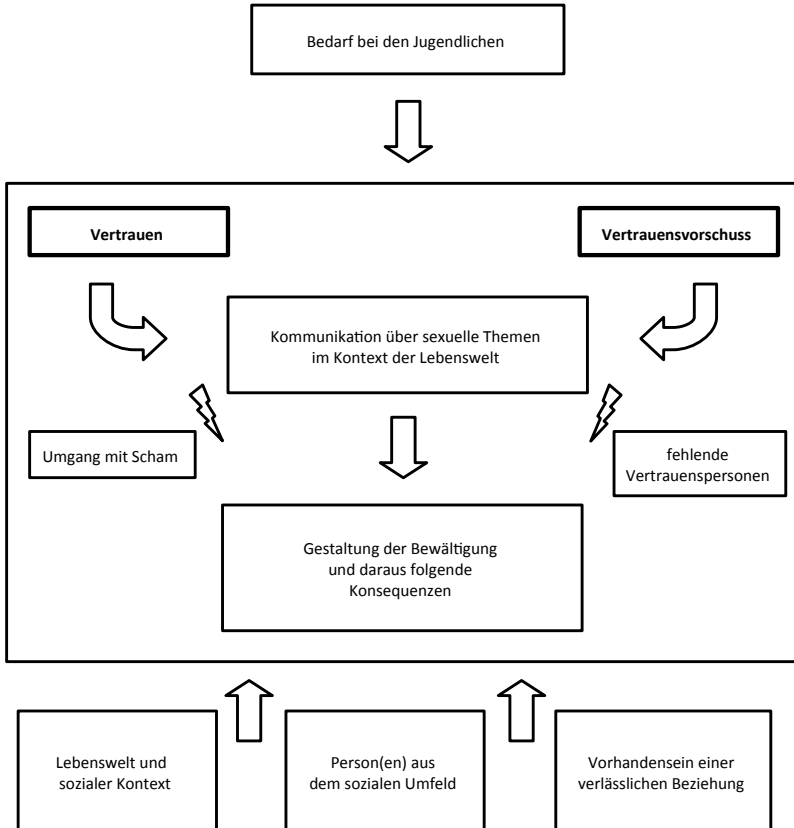 Bedarf bei den Jugendlichen
Vertrauen
Vertrauensvorschuss
Kommunikation über sexuelle Themen
im Kontext der Lebenswelt
Umgang mit Scham
fehlende
Vertrauenspersonen
Gestaltung der Bewältigung
und daraus folgende
Konsequenzen
Lebenswelt und
sozialer Kontext
Person(en) aus
dem sozialen Umfeld
Vorhandensein einer
verlässlichen Beziehung